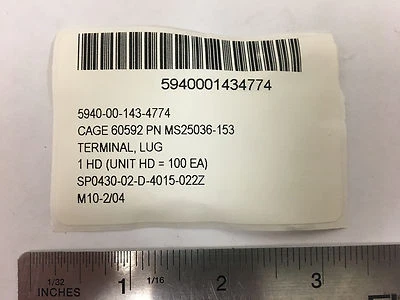 5940001434774
5940-00-143-4774
CAGE 60592 PN MS25036-153
TERMINAL, LUG
1 HD (UNIT HD = 100 EA)
SP0430-02-D-4015-022Z
M10-2/04
1/32 1/16
INCHES 1 2 3